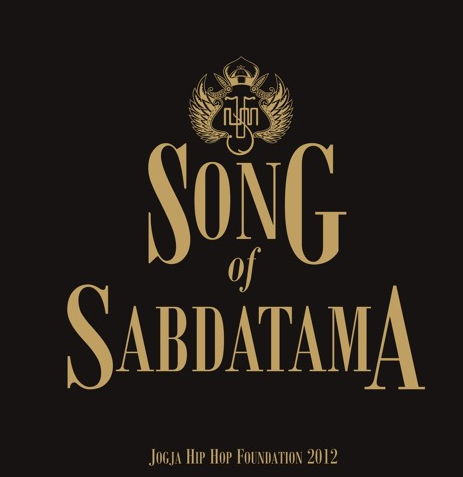 SONG
of
SABDATAMA
JOGJA HIP HOP FOUNDATION 2012